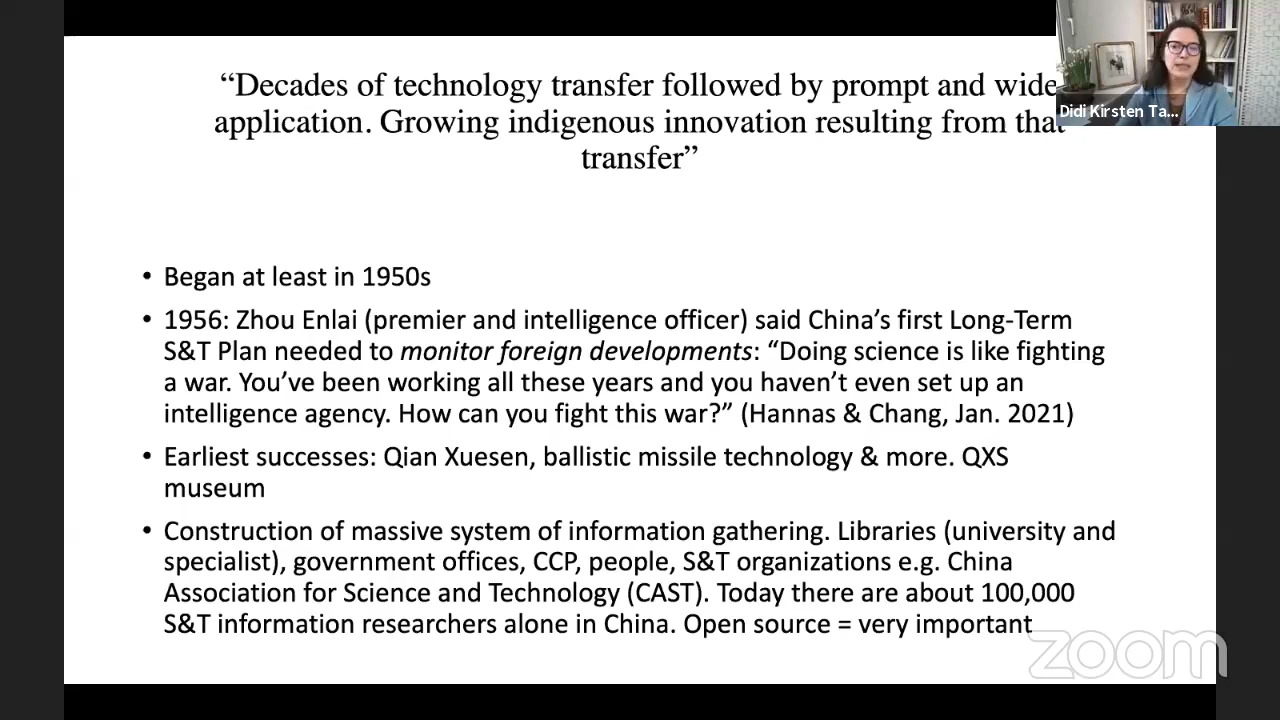 “Decades of technology transfer followed by prompt and wide
application. Growing indigenous innovation resulting from that
transfer”
Didi Kirsten Ta...
• Began at least in 1950s
• 1956: Zhou Enlai (premier and intelligence officer) said China’s first Long-Term
S&T Plan needed to monitor foreign developments: “Doing science is like fighting
a war. You’ve been working all these years and you haven’t even set up an
intelligence agency. How can you fight this war?” (Hannas & Chang, Jan. 2021)
• Earliest successes: Qian Xuesen, ballistic missile technology & more. QXS
museum
• Construction of massive system of information gathering. Libraries (university and
specialist), government offices, CCP, people, S&T organizations e.g. China
Association for Science and Technology (CAST). Today there are about 100,000
S&T information researchers alone in China. Open source = very important
zoom